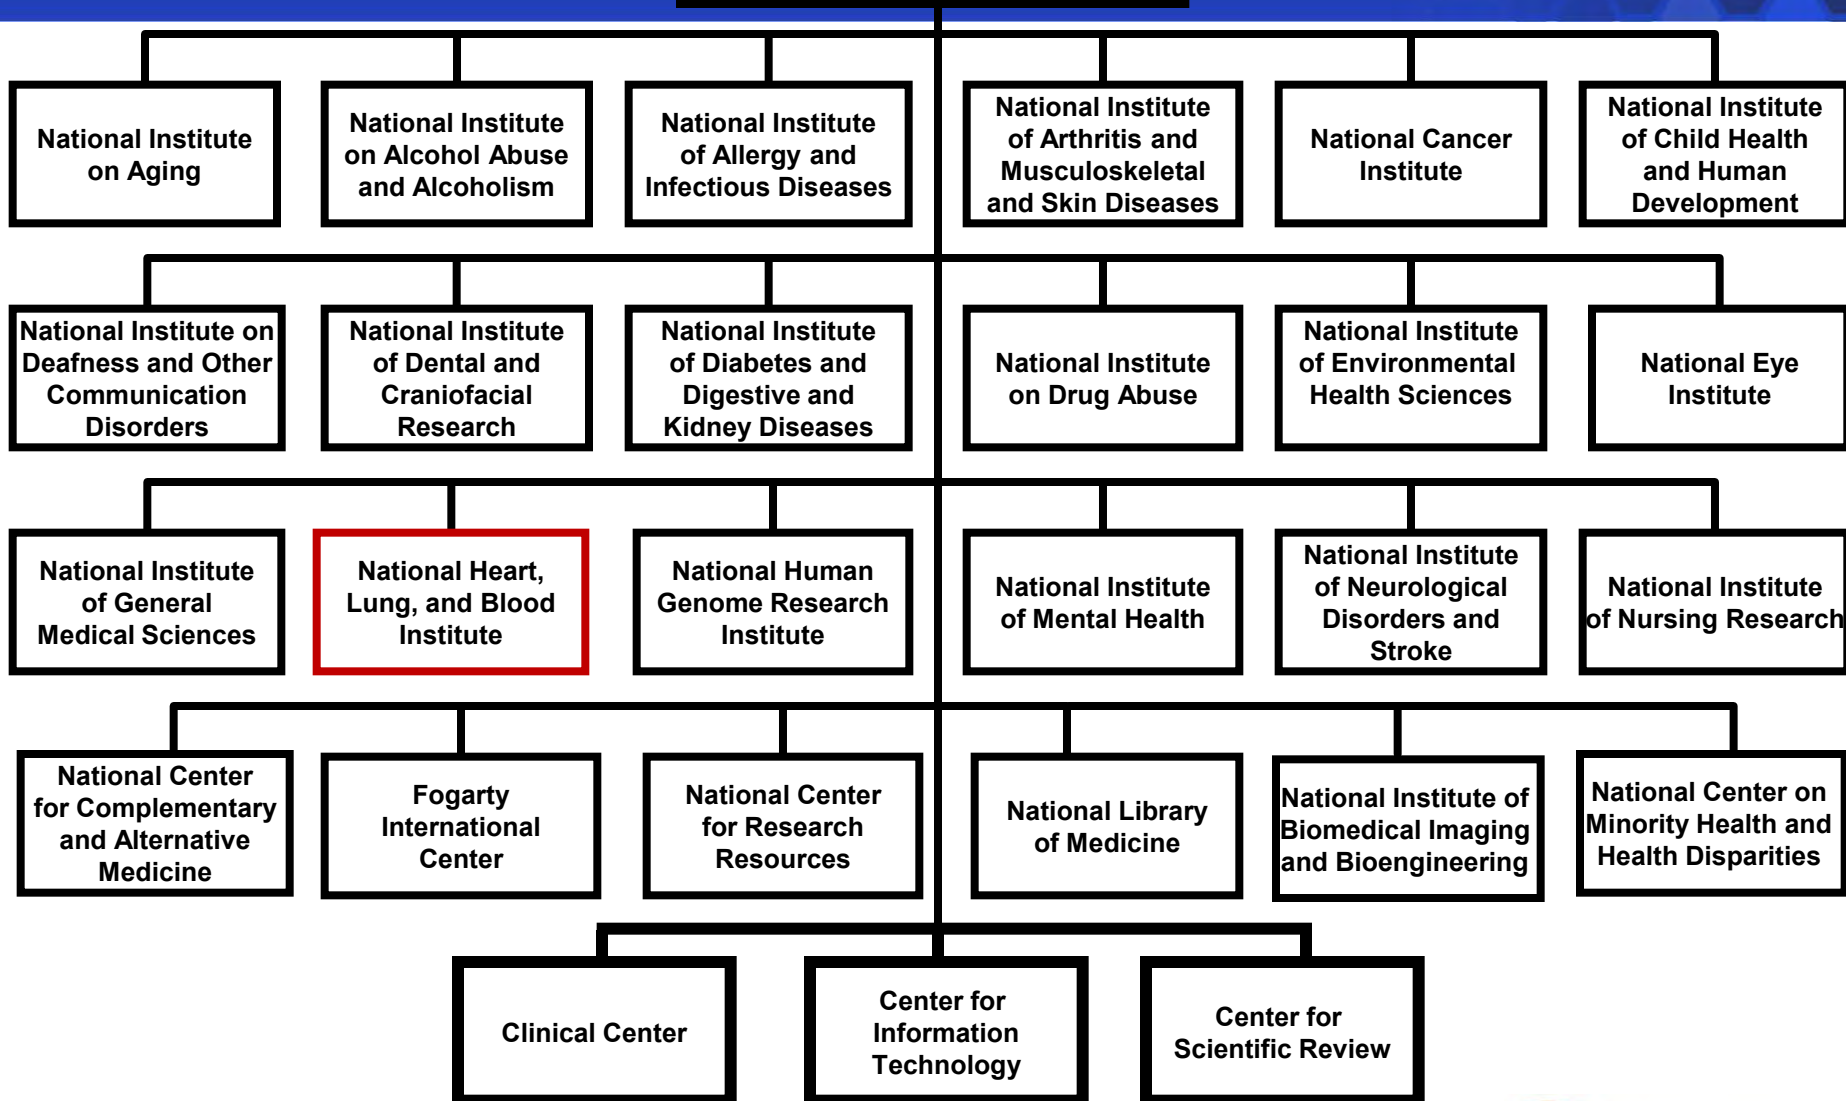 National Institute
on Aging
National Institute
on Alcohol Abuse
and Alcoholism
National Institute
of Allergy and
Infectious Diseases
National Institute
of Arthritis and
Musculoskeletal
and Skin Diseases
National Cancer
Institute
National Institute
of Child Health
and Human
Development
National Institute on
Deafness and Other
Communication
Disorders
National Institute
of Dental and
Craniofacial
Research
National Institute
of Diabetes and
Digestive and
Kidney Diseases
National Institute
on Drug Abuse
National Institute
of Environmental
Health Sciences
National Eye
Institute
National Institute
of General
Medical Sciences
National Heart,
Lung, and Blood
Institute
National Human
Genome Research
Institute
National Institute
of Mental Health
National Institute
of Neurological
Disorders and
Stroke
National Institute
of Nursing Research
National Center
for Complementary
and Alternative
Medicine
Fogarty
International
Center
National Center
for Research
Resources
National Library
of Medicine
National Institute of
Biomedical Imaging
and Bioengineering
National Center on
Minority Health and
Health Disparities
Clinical Center
Center for
Information
Technology
Center for
Scientific Review